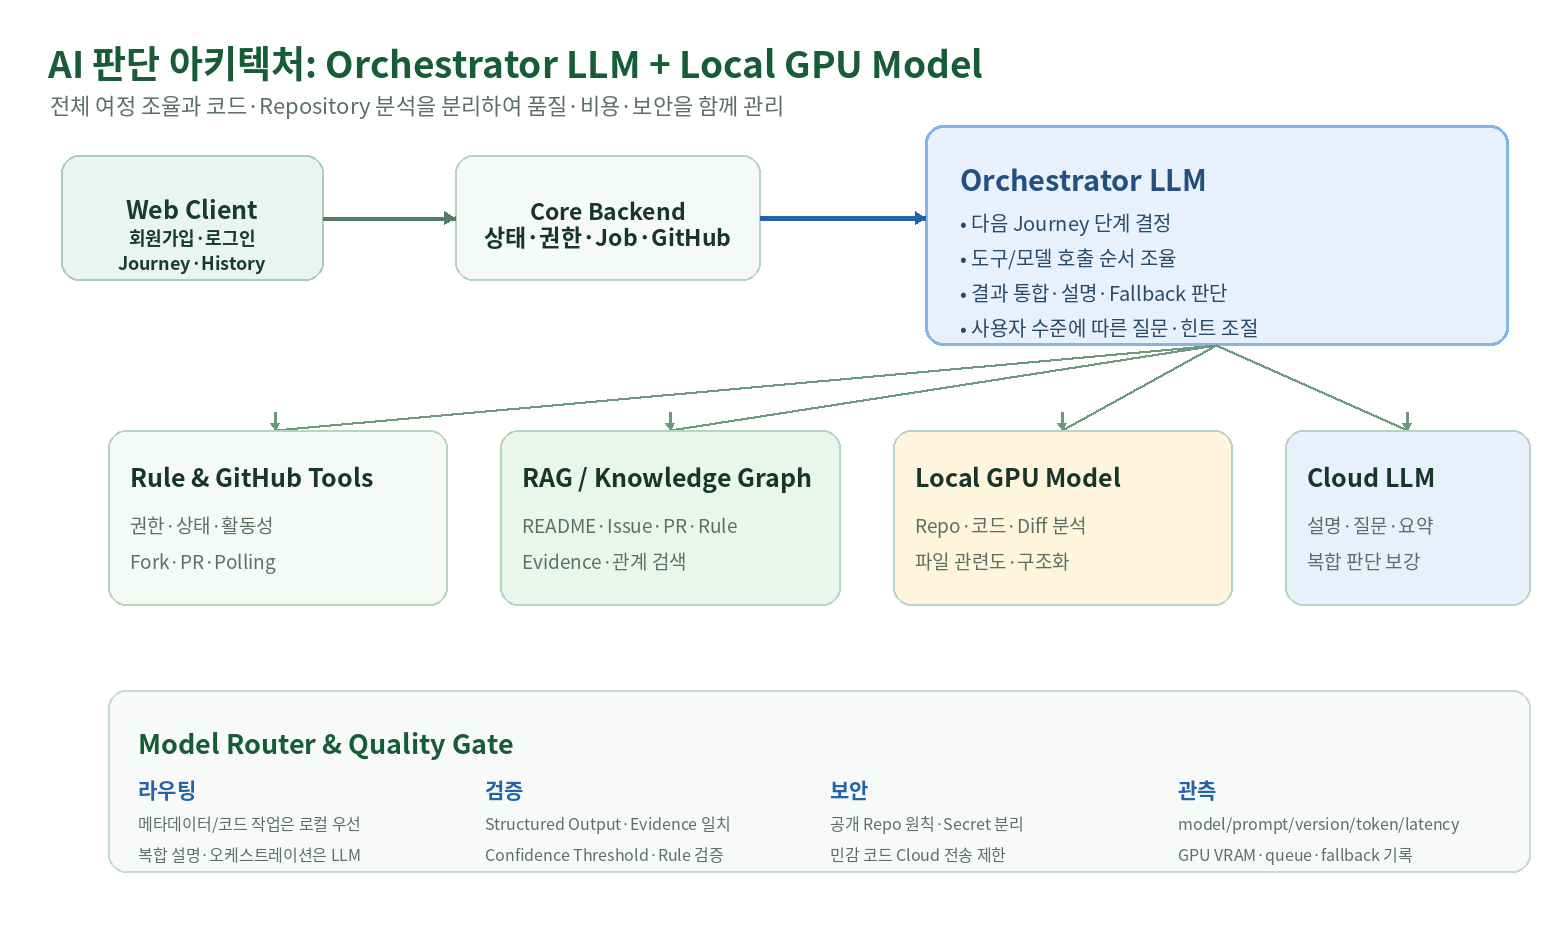 AI 판단 아키텍처: Orchestrator LLM + Local GPU Model
전체 여정 조율과 코드·Repository 분석을 분리하여 품질·비용·보안을 함께 관리
Web Client
회원가입·로그인
Journey·History
Core Backend
상태·권한·Job·GitHub
Orchestrator LLM
• 다음 Journey 단계 결정
• 도구/모델 호출 순서 조율
• 결과 통합·설명·Fallback 판단
• 사용자 수준에 따른 질문·힌트 조절
Rule & GitHub Tools
권한·상태·활동성
Fork·PR·Polling
RAG / Knowledge Graph
README·Issue·PR·Rule
Evidence·관계 검색
Local GPU Model
Repo·코드·Diff 분석
파일 관련도·구조화
Cloud LLM
설명·질문·요약
복합 판단 보강
Model Router & Quality Gate
라우팅
메타데이터/코드 작업은 로컬 우선
복합 설명·오케스트레이션은 LLM
검증
Structured Output·Evidence 일치
Confidence Threshold·Rule 검증
보안
공개 Repo 원칙·Secret 분리
민감 코드 Cloud 전송 제한
관측
model/prompt/version/token/latency
GPU VRAM·queue·fallback 기록